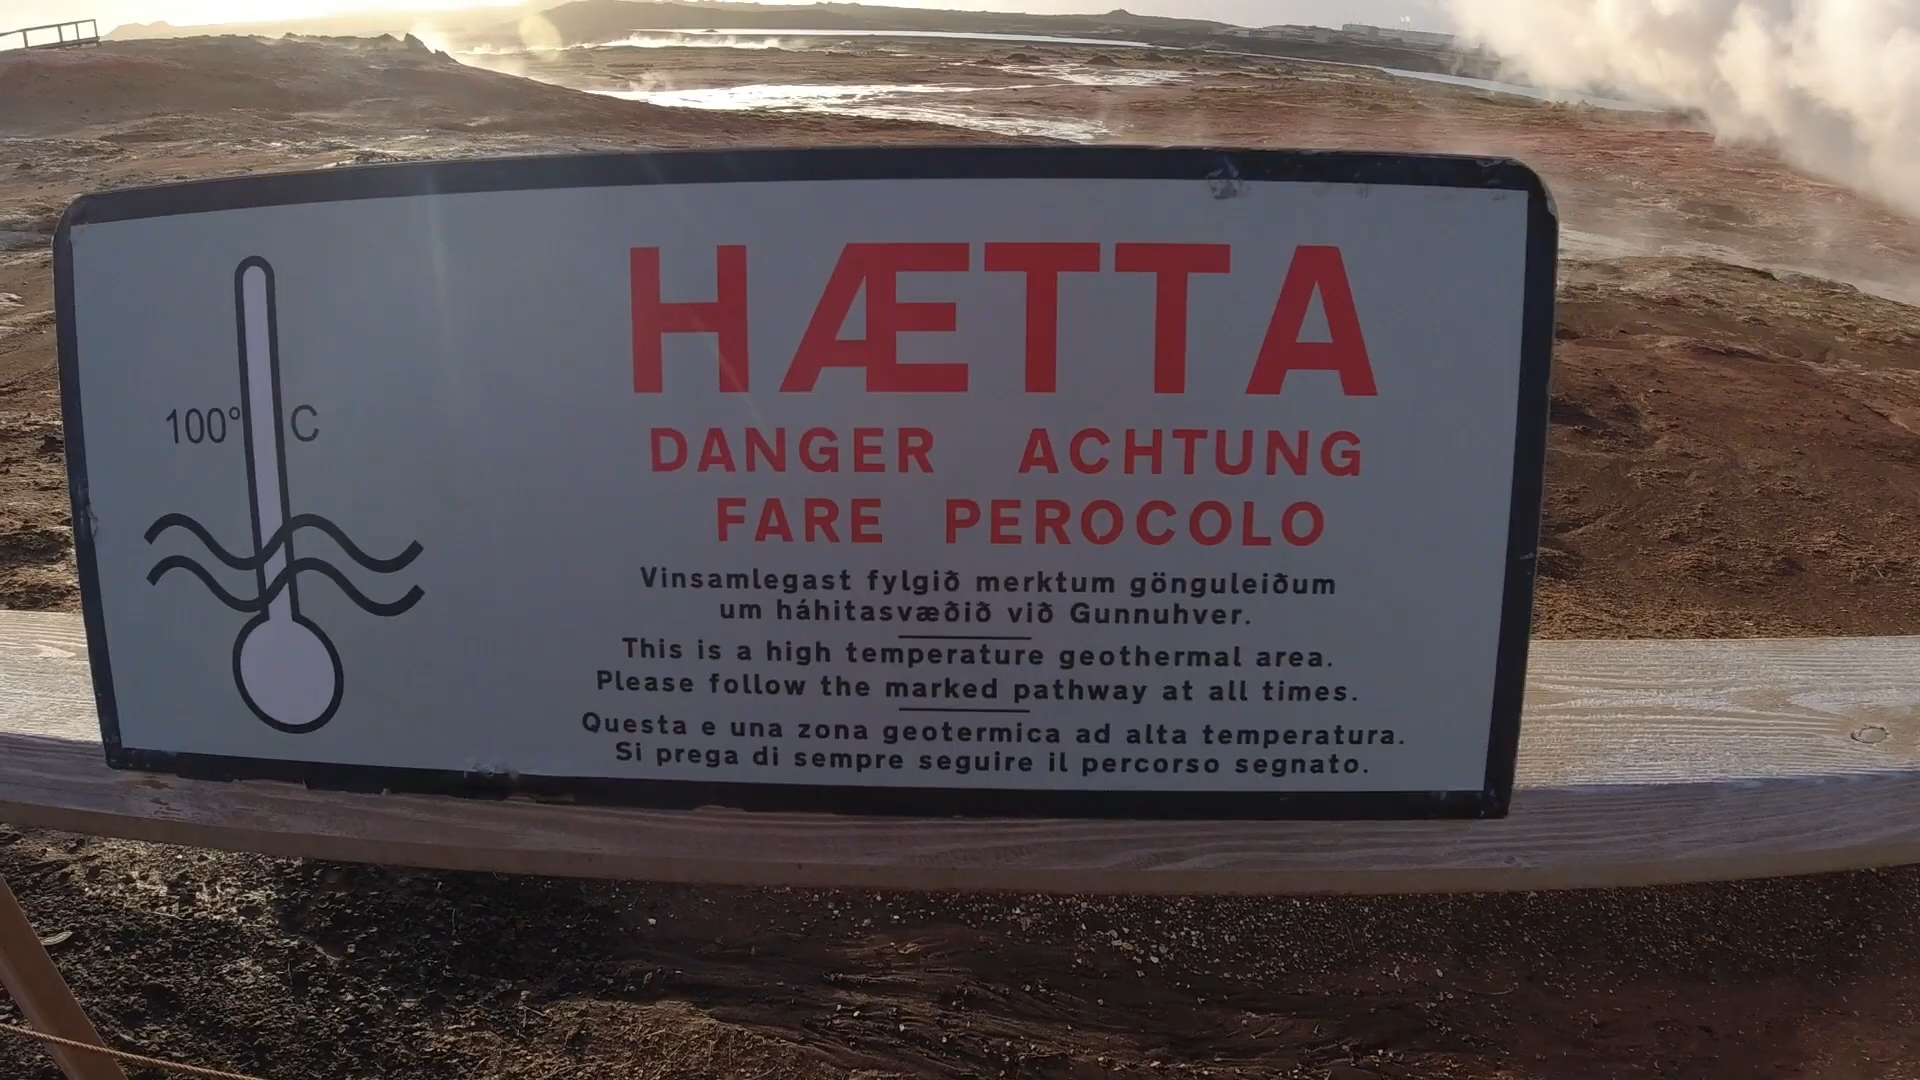 HÆTTA
DANGER ACHTUNG
FARE PEROCOLO
100° C
Vinsamlegast fylgið merktum gönguleiðum
um háhitasvæðið við Gunnuhver.
This is a high temperature geothermal area.
Please follow the marked pathway at all times.
Questa e una zona geotermica ad alta temperatura.
Si prega di sempre seguire il percorso segnato.